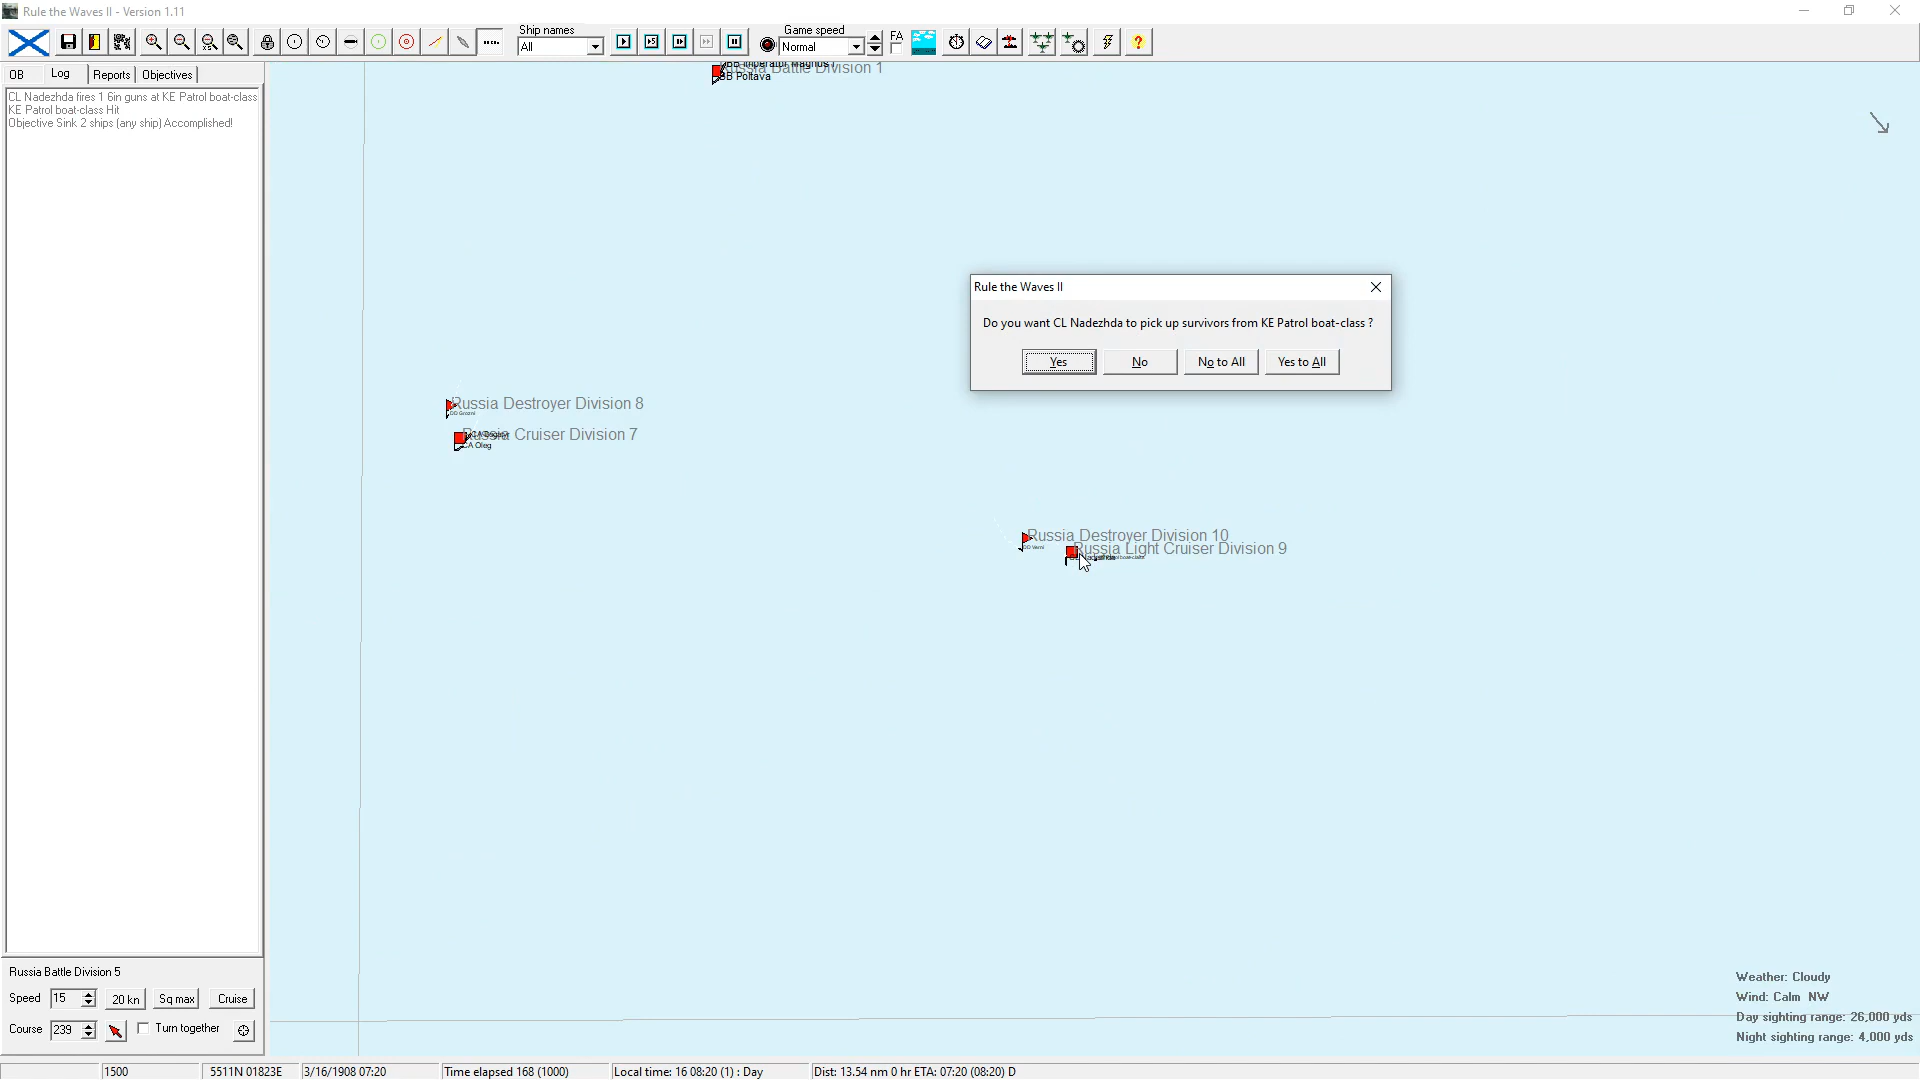 Rule the Waves II - Version 1.11
Ship names
All
Game speed
Normal
FA
OB
Log
Reports
Objectives
CL Nadezhda fires 1 6in guns at KE Patrol boat-class
KE Patrol boat-class Hit
Objective Sink 2 ships (any ship) Accomplished!
Russia Battle Division 1
BB Poltava
Rule the Waves II
Do you want CL Nadezhda to pick up survivors from KE Patrol boat-class ?
Yes
No
No to All
Yes to All
Russia Destroyer Division 8
DD Grozni
Russia Cruiser Division 7
CA Oleg
Russia Destroyer Division 10
Russia Light Cruiser Division 9
Russia Battle Division 5
Speed
15
20 kn
Sq max
Cruise
Course
239
Turn together
Weather: Cloudy
Wind: Calm NW
Day sighting range: 26,000 yds
Night sighting range: 4,000 yds
1500
5511N 01823E
3/16/1908 07:20
Time elapsed 168 (1000)
Local time: 16 08:20 (1) : Day
Dist: 13.54 nm 0 hr ETA: 07:20 (08:20) D